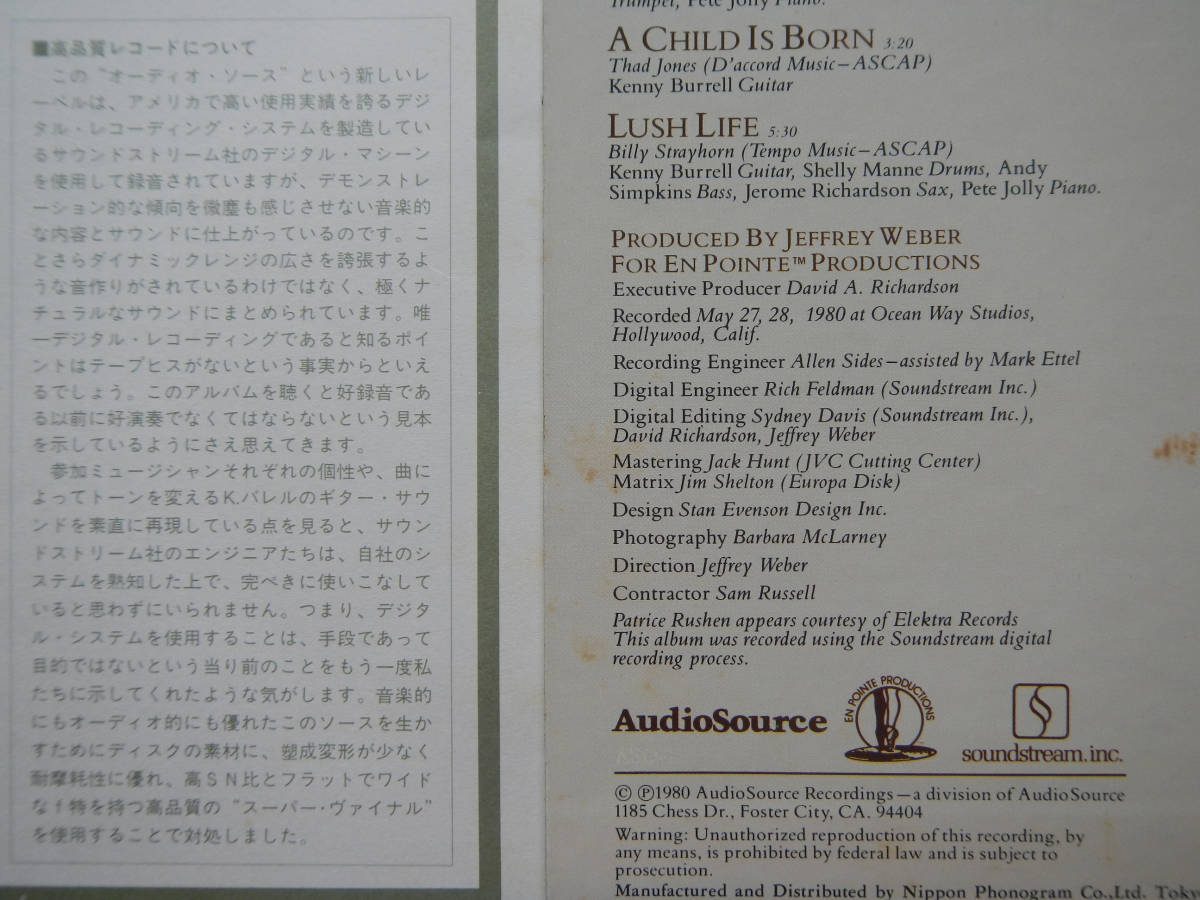 ■高品質レコードについて
この“オーディオ・ソース”という新しいレ
ーベルは、アメリカで高い使用実績を誇るデジ
タル・レコーディング・システムを製造してい
るサウンドストリーム社のデジタル・マシーン
を使用して録音されていますが、デモンストレ
ーション的な傾向を微塵も感じさせない音楽的
な内容とサウンドに仕上がっているのです。こ
とさらダイナミックレンジの広さを誇張するよ
うな音作りがされているわけではなく、極くナ
チュラルなサウンドにまとめられています。唯
一デジタル・レコーディングであると知るポイ
ントはテープヒスがないという事実からといえ
るでしょう。このアルバムを聴くと好録音であ
る以前に好演奏でなくてはならないという見本
を示しているようにさえ思えてきます。
参加ミュージシャンそれぞれの個性や、曲に
よってトーンを変えるK.バレルのギター・サウ
ンドを素直に再現している点を見ると、サウン
ドストリーム社のエンジニアたちは、自社のシ
ステムを熟知した上で、完ぺきに使いこなして
いると思わずにいられません。つまり、デジタ
ル・システムを使用することは、手段であって
目的ではないという当り前のことをもう一度私
たちに示してくれたような気がします。音楽的
にもオーディオ的にも優れたこのソースを生か
すためにディスクの素材に、塑成変形が少なく
耐摩耗性に優れ、高SN比とフラットでワイド
なf特を持つ高品質の“スーパー・ヴァイナル”
を使用することで対処しました。
Trumpet, Pete Jolly Piano.
A CHILD IS BORN 3:20
Thad Jones (D'accord Music–ASCAP)
Kenny Burrell Guitar
LUSH LIFE 5:30
Billy Strayhorn (Tempo Music–ASCAP)
Kenny Burrell Guitar, Shelly Manne Drums, Andy
Simpkins Bass, Jerome Richardson Sax, Pete Jolly Piano.
PRODUCED BY JEFFREY WEBER
FOR EN POINTE™ PRODUCTIONS
Executive Producer David A. Richardson
Recorded May 27, 28, 1980 at Ocean Way Studios,
Hollywood, Calif.
Recording Engineer Allen Sides–assisted by Mark Ettel
Digital Engineer Rich Feldman (Soundstream Inc.)
Digital Editing Sydney Davis (Soundstream Inc.),
David Richardson, Jeffrey Weber
Mastering Jack Hunt (JVC Cutting Center)
Matrix Jim Shelton (Europa Disk)
Design Stan Evenson Design Inc.
Photography Barbara McLarney
Direction Jeffrey Weber
Contractor Sam Russell
Patrice Rushen appears courtesy of Elektra Records
This album was recorded using the Soundstream digital
recording process.
AudioSource
EN POINTE PRODUCTIONS
soundstream.inc.
© ℗1980 AudioSource Recordings—a division of AudioSource
1185 Chess Dr., Foster City, CA. 94404
Warning: Unauthorized reproduction of this recording, by
any means, is prohibited by federal law and is subject to
prosecution.
Manufactured and Distributed by Nippon Phonogram Co.,Ltd. Toky